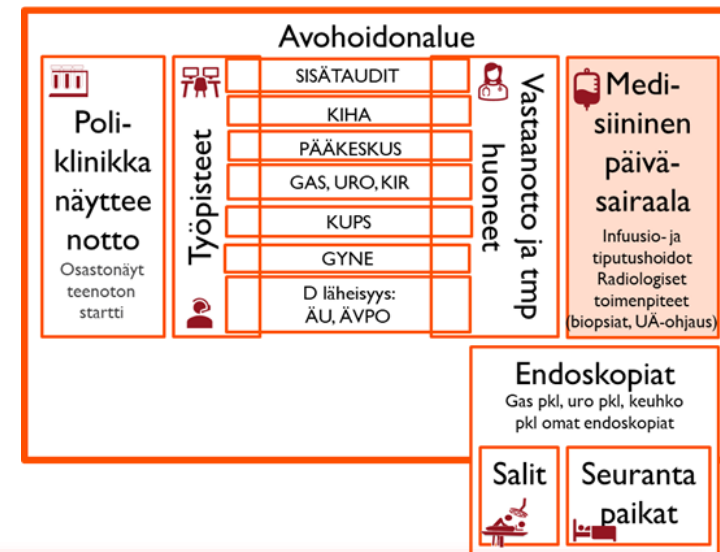 Avohoidonalue
Poli-
klinikka
näyttee
notto
Osastonäyt
teenoton
startti
Työpisteet
SISÄTAUDIT
KIHA
PÄÄKESKUS
GAS, URO, KIR
KUPS
GYNE
D läheisyys:
ÄU, ÄVPO
Vastaanotto ja tmp
huoneet
Medi-
siininen
päivä-
sairaala
Infuusio- ja
tiputushoidot
Radiologiset
toimenpiteet
(biopsiat, UÄ-ohjaus)
Endoskopiat
Gas pkl, uro pkl, keuhko
pkl omat endoskopiat
Salit
Seuranta
paikat